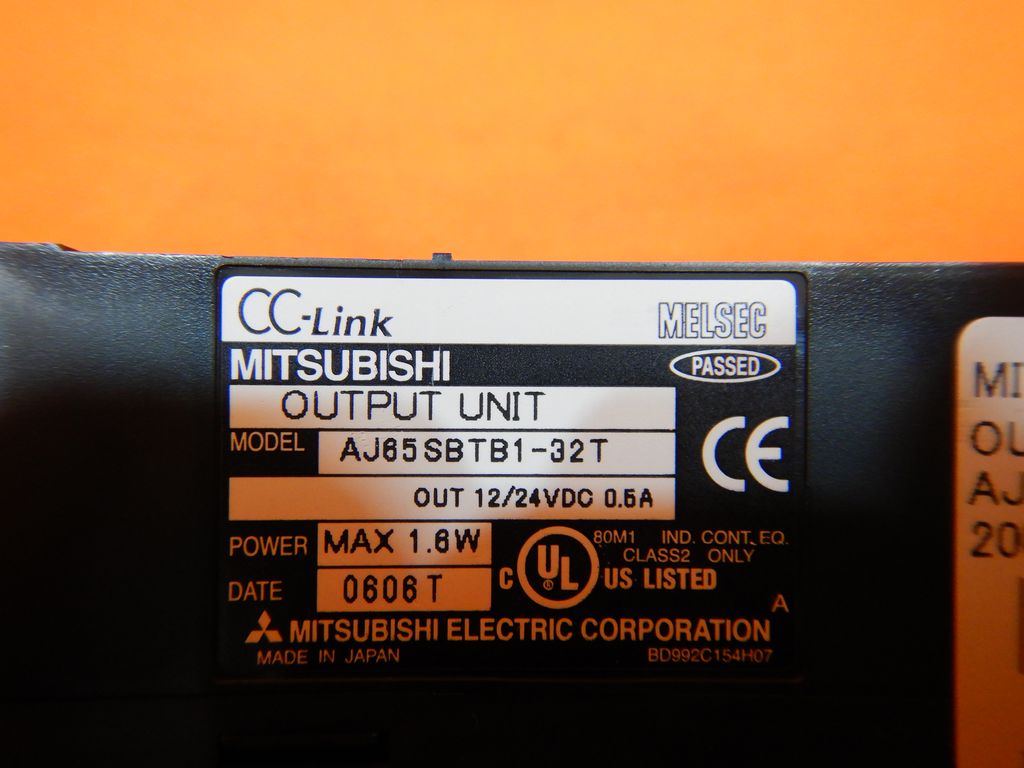 CC-Link MELSEC
MITSUBISHI PASSED
OUTPUT UNIT
MODEL AJ65SBTB1-32T
CE
OUT 12/24VDC 0.5A
POWER MAX 1.6W
DATE 0606T
C UL US LISTED
80M1 IND. CONT. EQ.
CLASS2 ONLY
A
MITSUBISHI ELECTRIC CORPORATION
MADE IN JAPAN BD992C154H07
MI
OU
AJ
20